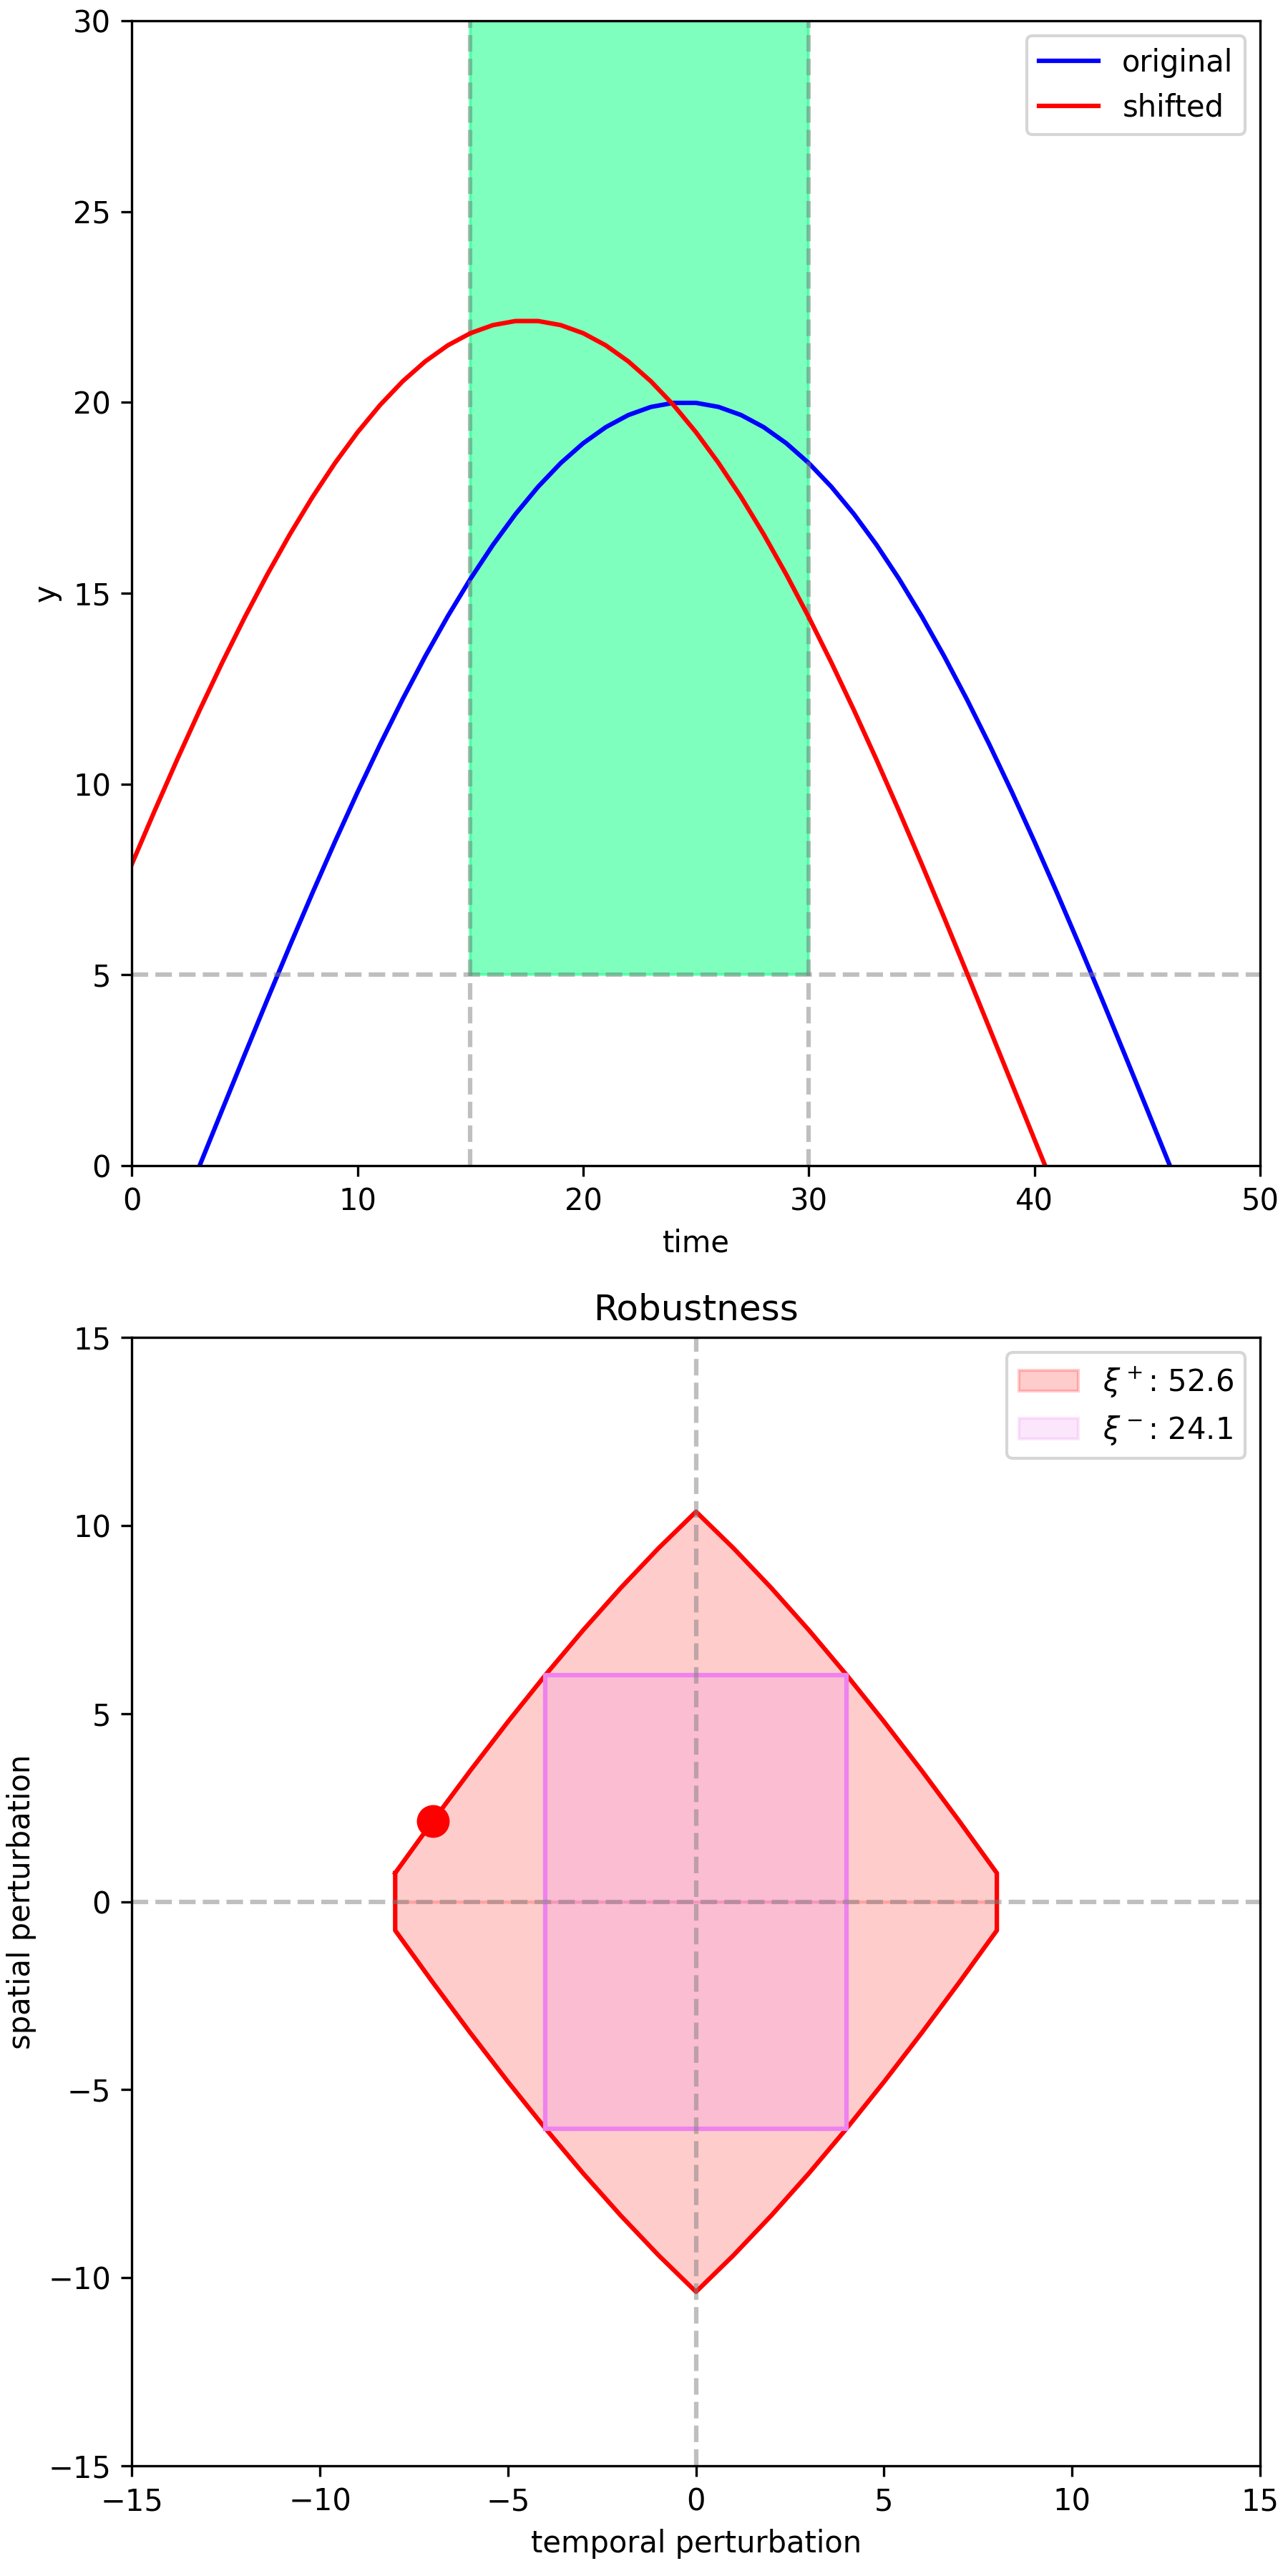 30
25
20
15
10
5
0
y
original
shifted
0 10 20 30 40 50
time
Robustness
15
10
5
0
−5
−10
−15
spatial perturbation
ξ⁺: 52.6
ξ⁻: 24.1
−15 −10 −5 0 5 10 15
temporal perturbation